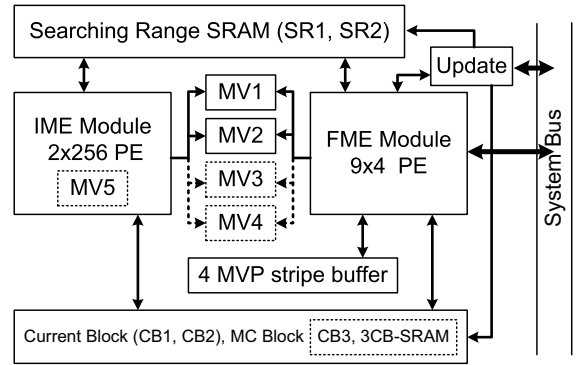 Searching Range SRAM (SR1, SR2)
Update
IME Module
2x256 PE
MV5
MV1
MV2
MV3
MV4
FME Module
9x4 PE
System Bus
4 MVP stripe buffer
Current Block (CB1, CB2), MC Block
CB3, 3CB-SRAM